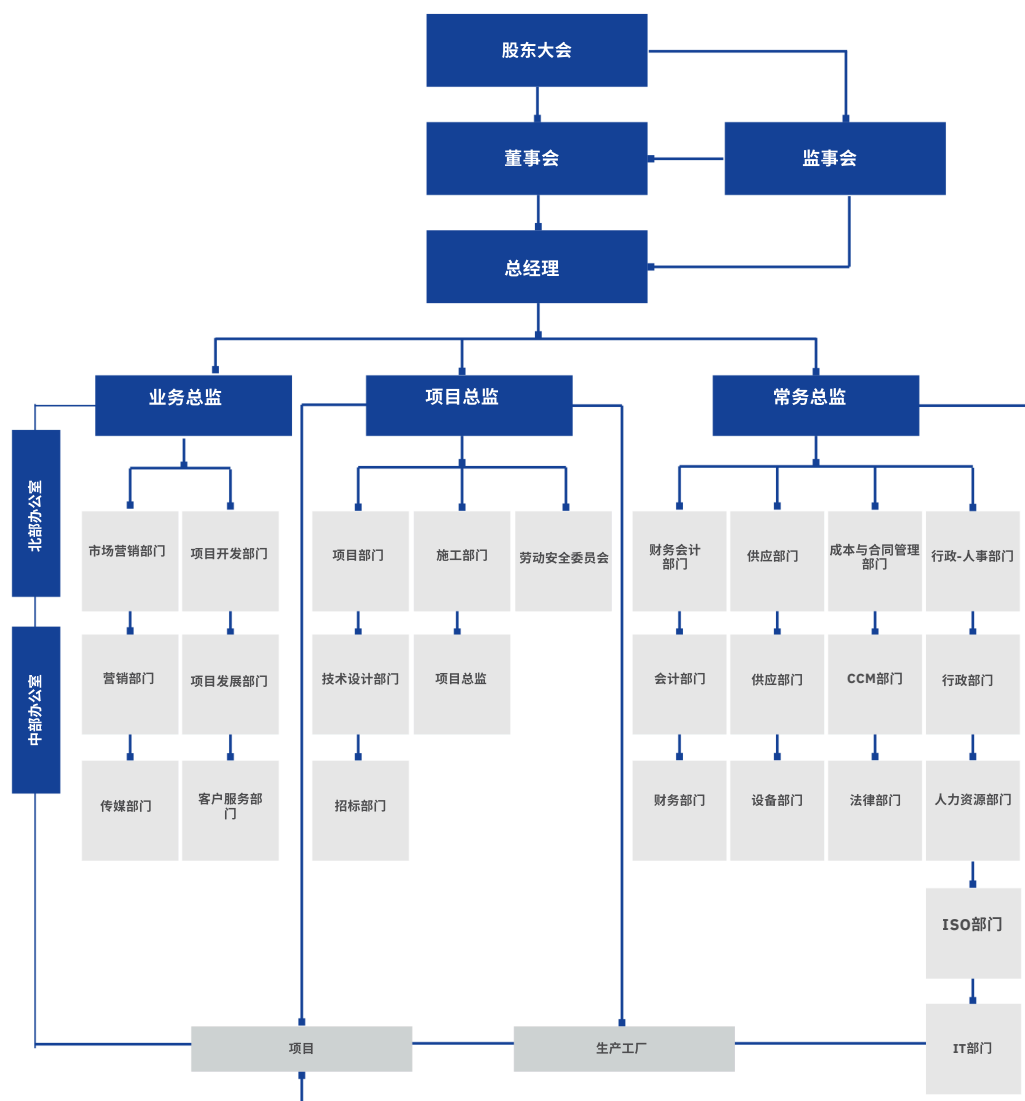 股东大会
董事会
监事会
总经理
业务总监
项目总监
常务总监
北部办公室
中部办公室
市场营销部门
项目开发部门
项目部门
施工部门
劳动安全委员会
财务会计
部门
供应部门
成本与合同管理
部门
行政-人事部门
营销部门
项目发展部门
技术设计部门
项目总监
会计部门
供应部门
CCM部门
行政部门
传媒部门
客户服务部
门
招标部门
财务部门
设备部门
法律部门
人力资源部门
ISO部门
项目
生产工厂
IT部门